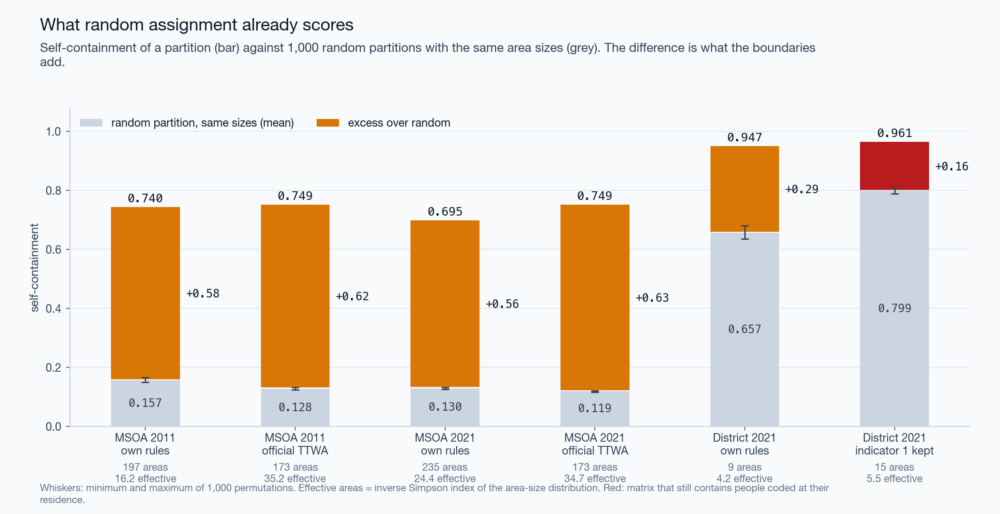 What random assignment already scores
Self-containment of a partition (bar) against 1,000 random partitions with the same area sizes (grey). The difference is what the boundaries
add.
random partition, same sizes (mean)
excess over random
self-containment
1.0
0.8
0.6
0.4
0.2
0.0
0.740
+0.58
0.157
0.749
+0.62
0.128
0.695
+0.56
0.130
0.749
+0.63
0.119
0.947
+0.29
0.657
0.961
+0.16
0.799
MSOA 2011
own rules
197 areas
16.2 effective
MSOA 2011
official TTWA
173 areas
35.2 effective
MSOA 2021
own rules
235 areas
24.4 effective
MSOA 2021
official TTWA
173 areas
34.7 effective
District 2021
own rules
9 areas
4.2 effective
District 2021
indicator 1 kept
15 areas
5.5 effective
Whiskers: minimum and maximum of 1,000 permutations. Effective areas = inverse Simpson index of the area-size distribution. Red: matrix that still contains people coded at their
residence.